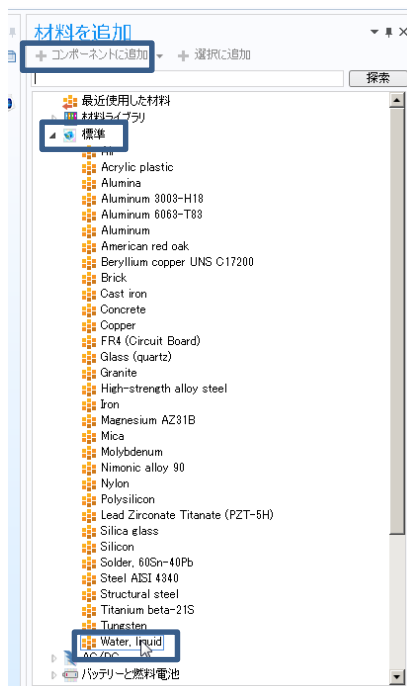 材料を追加
コンポーネントに追加 選択に追加
探索
最近使用した材料
材料ライブラリ
標準
Air
Acrylic plastic
Alumina
Aluminum 3003-H18
Aluminum 6063-T83
Aluminum
American red oak
Beryllium copper UNS C17200
Brick
Cast iron
Concrete
Copper
FR4 (Circuit Board)
Glass (quartz)
Granite
High-strength alloy steel
Iron
Magnesium AZ31B
Mica
Molybdenum
Nimonic alloy 90
Nylon
Polysilicon
Lead Zirconate Titanate (PZT-5H)
Silica glass
Silicon
Solder, 60Sn-40Pb
Steel AISI 4340
Structural steel
Titanium beta-21S
Tungsten
Water, liquid
AC/DC
バッテリーと燃料電池